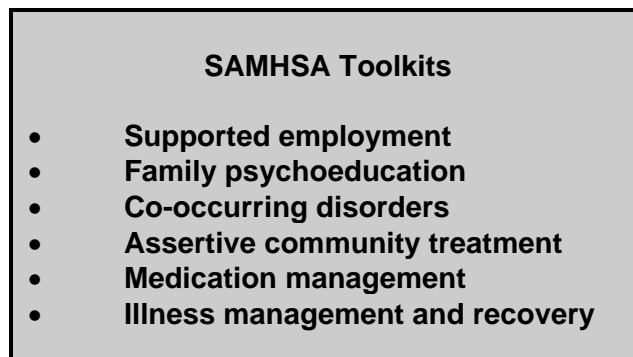 SAMHSA Toolkits
• Supported employment
• Family psychoeducation
• Co-occurring disorders
• Assertive community treatment
• Medication management
• Illness management and recovery